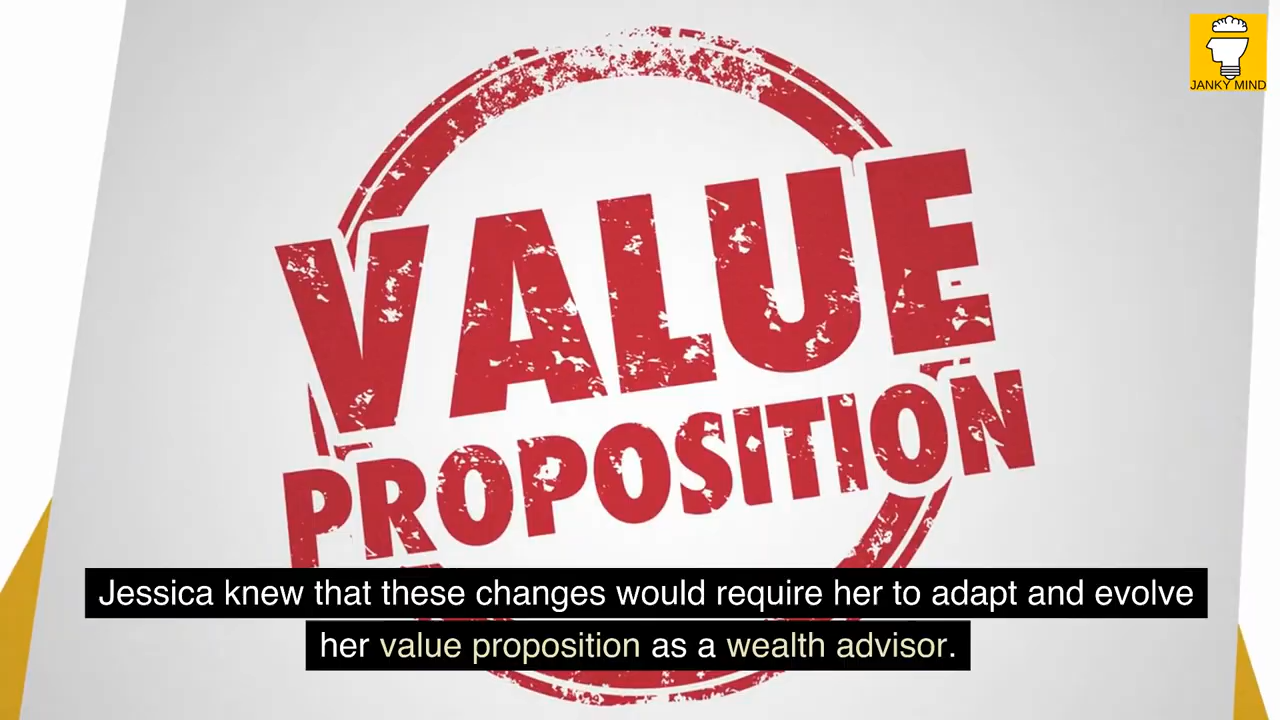 JANKY MIND
VALUE
PROPOSITION
Jessica knew that these changes would require her to adapt and evolve
her value proposition as a wealth advisor.